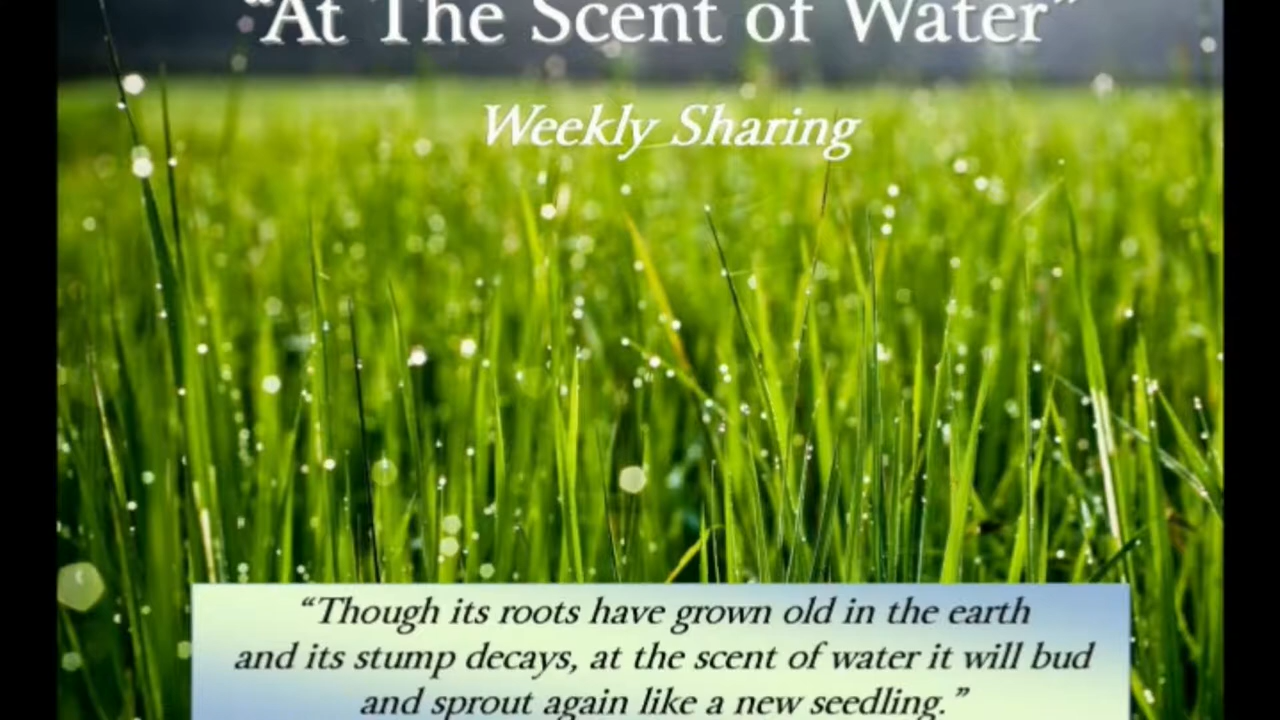 “At The Scent of Water”
Weekly Sharing
“Though its roots have grown old in the earth
and its stump decays, at the scent of water it will bud
and sprout again like a new seedling.”